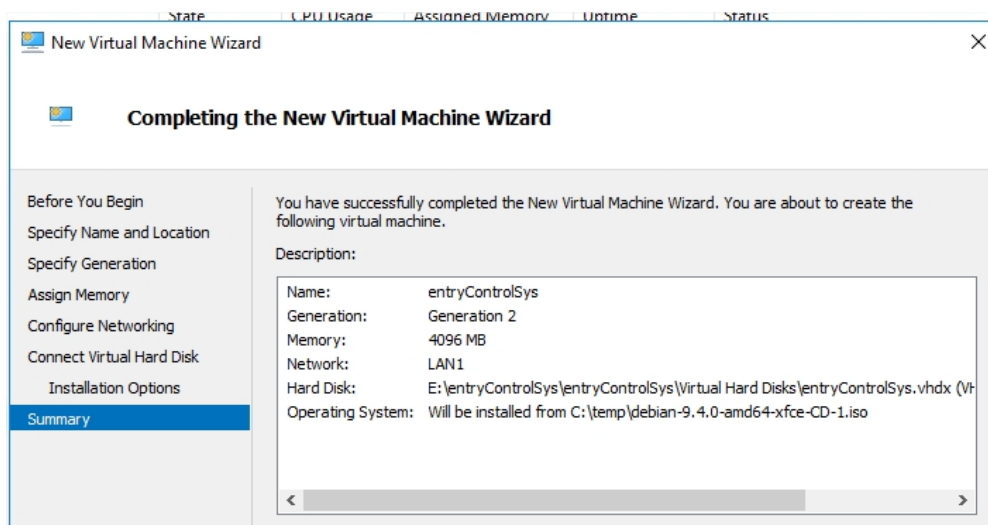 State CPU Usage Assigned Memory Uptime Status
New Virtual Machine Wizard
Completing the New Virtual Machine Wizard
Before You Begin
Specify Name and Location
Specify Generation
Assign Memory
Configure Networking
Connect Virtual Hard Disk
Installation Options
Summary
You have successfully completed the New Virtual Machine Wizard. You are about to create the
following virtual machine.
Description:
Name: entryControlSys
Generation: Generation 2
Memory: 4096 MB
Network: LAN1
Hard Disk: E:\entryControlSys\entryControlSys\Virtual Hard Disks\entryControlSys.vhdx (VH
Operating System: Will be installed from C:\temp\debian-9.4.0-amd64-xfce-CD-1.iso